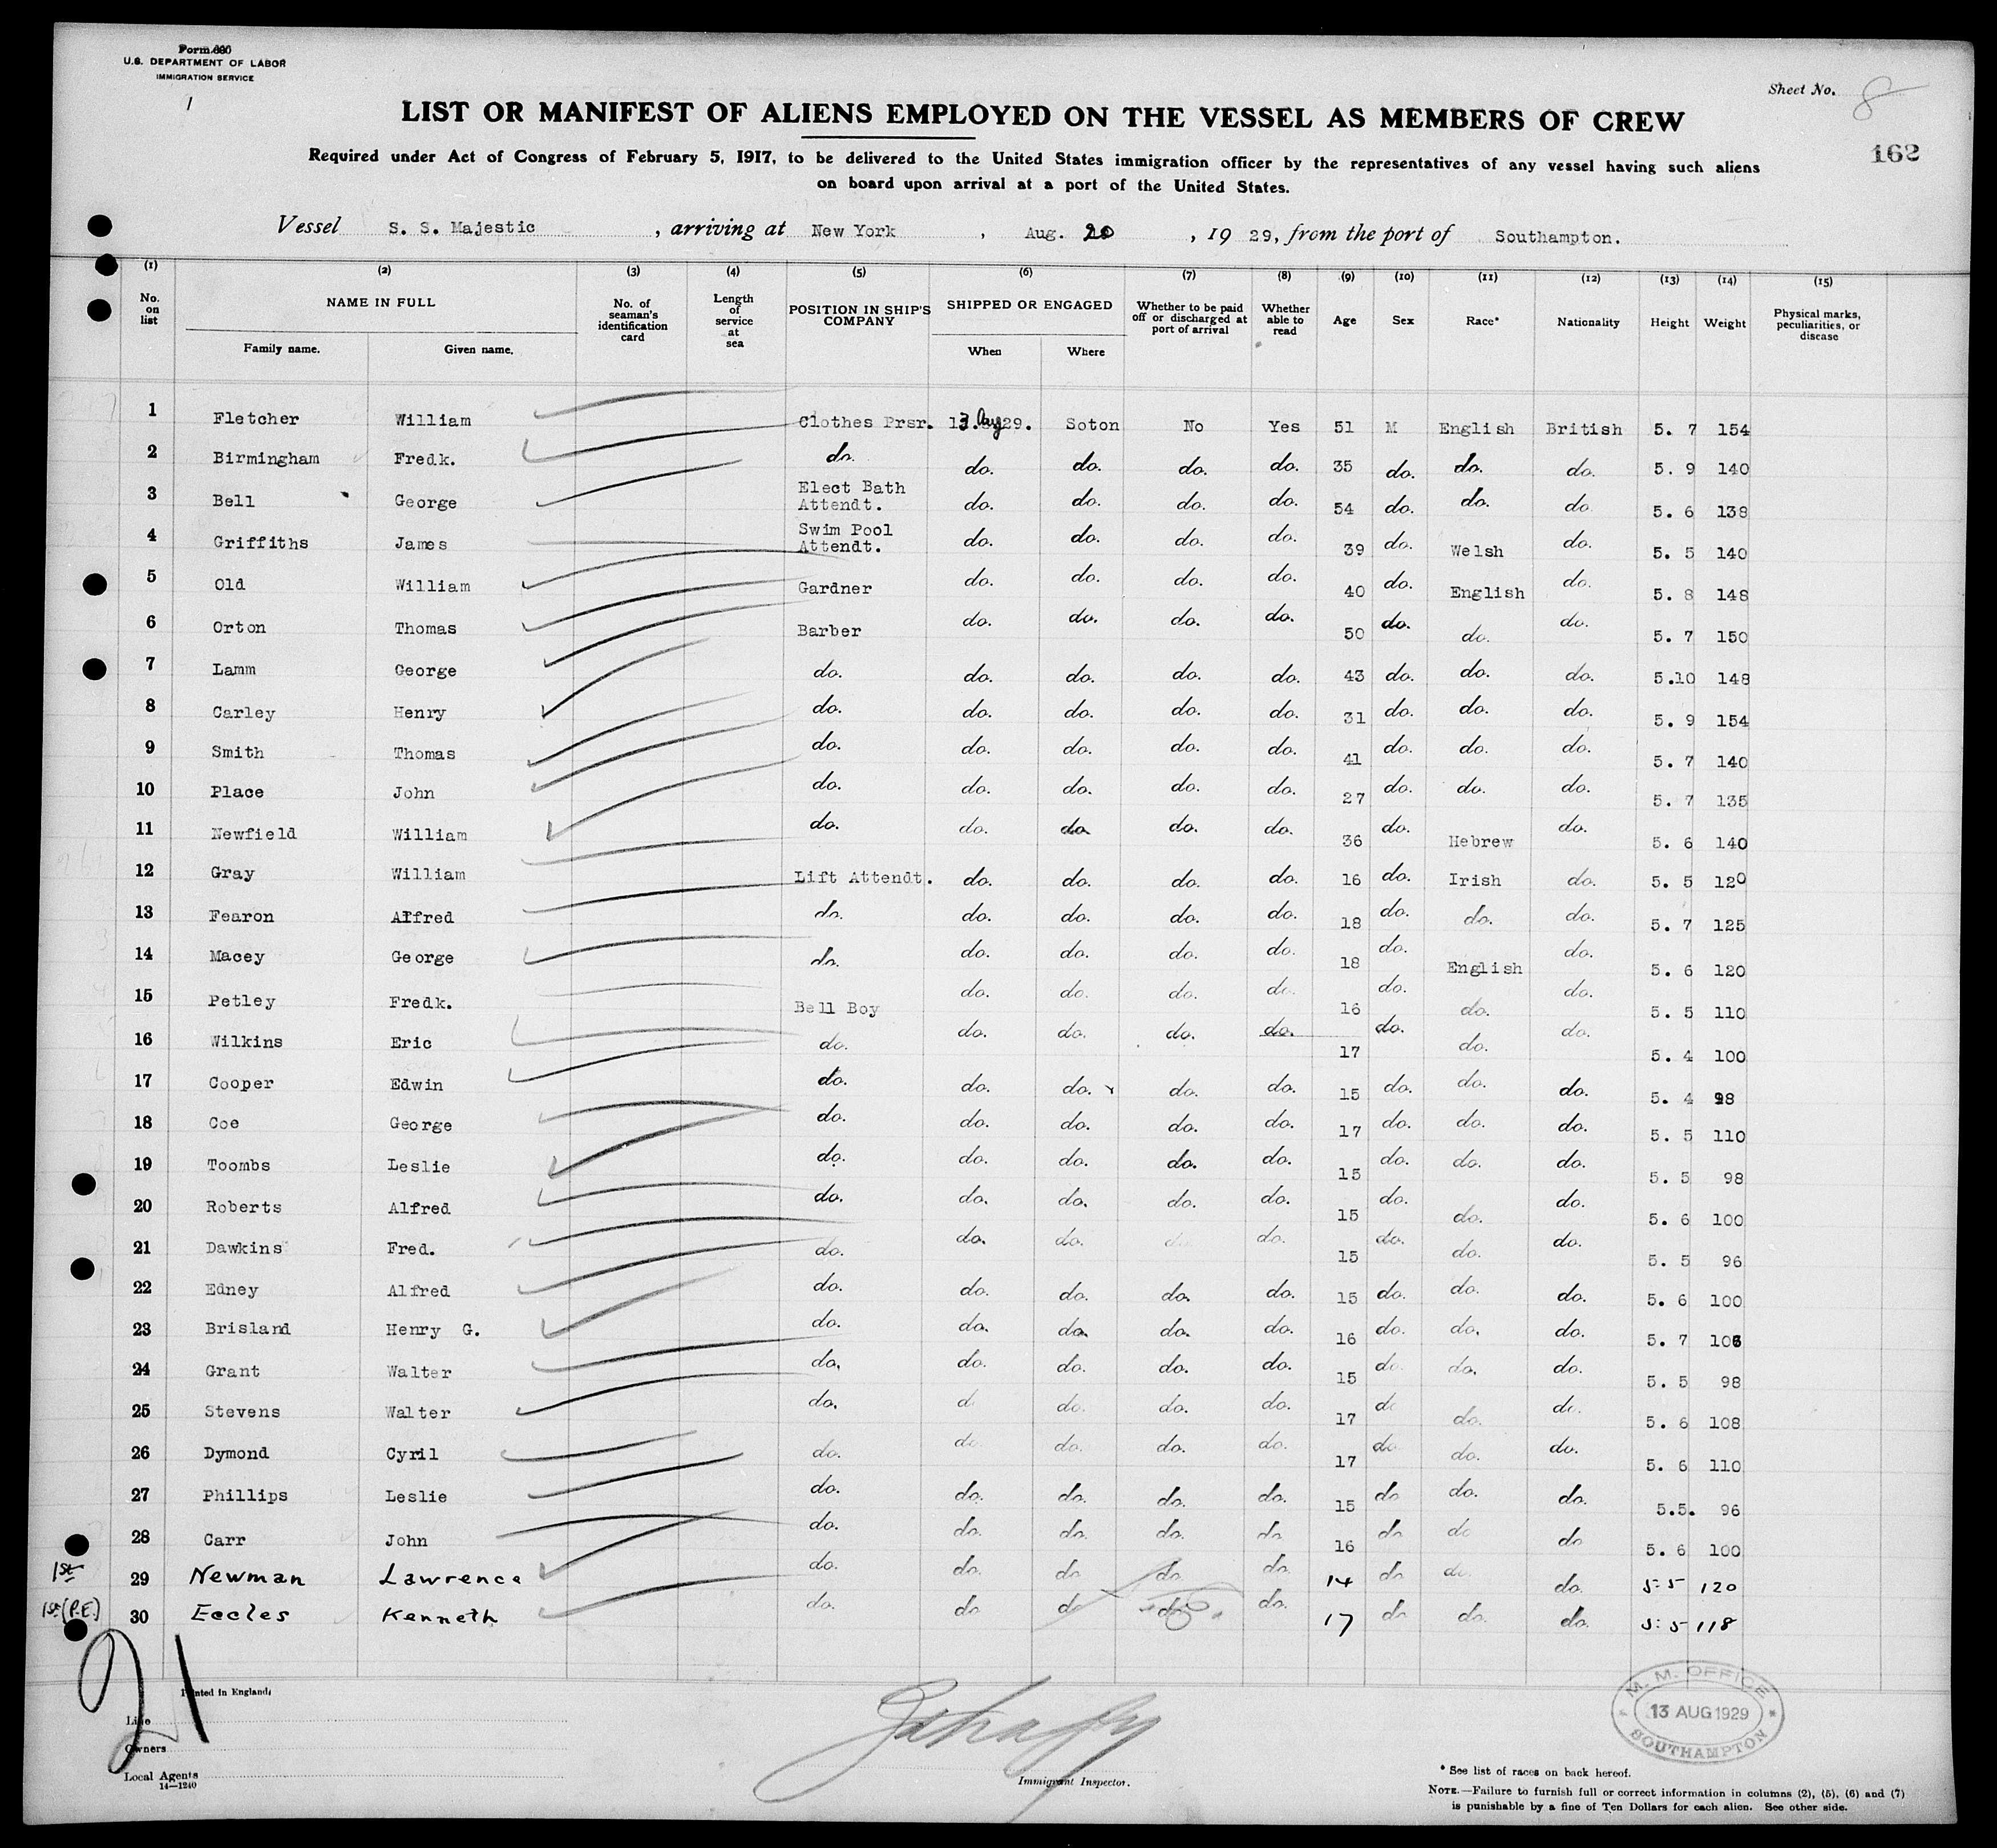 Form 680
U.S. DEPARTMENT OF LABOR
IMMIGRATION SERVICE
1
Sheet No. 8
162
LIST OR MANIFEST OF ALIENS EMPLOYED ON THE VESSEL AS MEMBERS OF CREW
Required under Act of Congress of February 5, 1917, to be delivered to the United States immigration officer by the representatives of any vessel having such aliens
on board upon arrival at a port of the United States.
Vessel S. S. Majestic , arriving at New York , Aug. 20 , 19 29, from the port of Southampton.
(1) (2) (3) (4) (5) (6) (7) (8) (9) (10) (11) (12) (13) (14) (15)
No. on list NAME IN FULL Family name. Given name. No. of seaman's identification card Length of service at sea POSITION IN SHIP'S COMPANY SHIPPED OR ENGAGED When Where Whether to be paid off or discharged at port of arrival Whether able to read Age Sex Race* Nationality Height Weight Physical marks, peculiarities, or disease
1 Fletcher William Clothes Prsr. 13 Aug 29. Soton No Yes 51 M English British 5. 7 154
2 Birmingham Fredk. do. do. do. do. do. 35 do. do. do. 5. 9 140
3 Bell George Elect Bath Attendt. do. do. do. do. 54 do. do. do 5. 6 138
4 Griffiths James Swim Pool Attendt. do. do. do. do. 39 do. Welsh do. 5. 5 140
5 Old William Gardner do. do. do. do. 40 do. English do. 5. 8 148
6 Orton Thomas Barber do. do. do. do. 50 do. do. do. 5. 7 150
7 Lamm George do. do. do. do. do. 43 do. do. do. 5.10 148
8 Carley Henry do. do. do. do. do. 31 do. do. do. 5. 9 154
9 Smith Thomas do. do. do. do. do. 41 do. do. do. 5. 7 140
10 Place John do. do. do. do. do. 27 do. do. do. 5. 7 135
11 Newfield William do. do. do do. do. 36 do. Hebrew do. 5. 6 140
12 Gray William Lift Attendt. do. do. do. do. 16 do. Irish do. 5. 5 120
13 Fearon Alfred do. do. do. do. do. 18 do. do. do. 5. 7 125
14 Macey George do. do. do. do. do. 18 do. English do. 5. 6 120
15 Petley Fredk. Bell Boy do. do. do. do. 16 do. do. do. 5. 5 110
16 Wilkins Eric do. do. do. do. do. 17 do. do. do. 5. 4 100
17 Cooper Edwin do. do. do. do. do. 15 do. do. do. 5. 4 98
18 Coe George do. do. do. do. do. 17 do. do. do. 5. 5 110
19 Toombs Leslie do. do. do. do. do. 15 do. do. do. 5. 5 98
20 Roberts Alfred do. do. do. do. do. 15 do. do. do. 5. 6 100
21 Dawkins Fred. do. do. do. do. do. 15 do. do. do. 5. 5 96
22 Edney Alfred do. do. do. do. do. 15 do. do. do. 5. 6 100
23 Brisland Henry G. do. do. do. do. do. 16 do. do. do. 5. 7 106
24 Grant Walter do. do. do. do. do. 15 do do. do. 5. 5 98
25 Stevens Walter do. d do. do. do. 17 do do. do. 5. 6 108
26 Dymond Cyril do. do. do. do. do. 17 do do. do. 5. 6 110
27 Phillips Leslie do. do. do. do. do. 15 do do. do. 5.5. 96
28 Carr John do. do. do. do. do 16 do do do 5. 6 100
1st 29 Newman Lawrence do. do. do do. do. 14 do do. do. 5:5 120
1st (P.E.) 30 Eccles Kenneth do. do do do. do. 17 do do. do. 5:5 118
21
Printed in England.
Line
Owners
Local Agents
14—1240
Immigrant Inspector.
M. M. OFFICE
13 AUG 1929
SOUTHAMPTON
* See list of races on back hereof.
NOTE.—Failure to furnish full or correct information in columns (2), (5), (6) and (7)
is punishable by a fine of Ten Dollars for each alien. See other side.